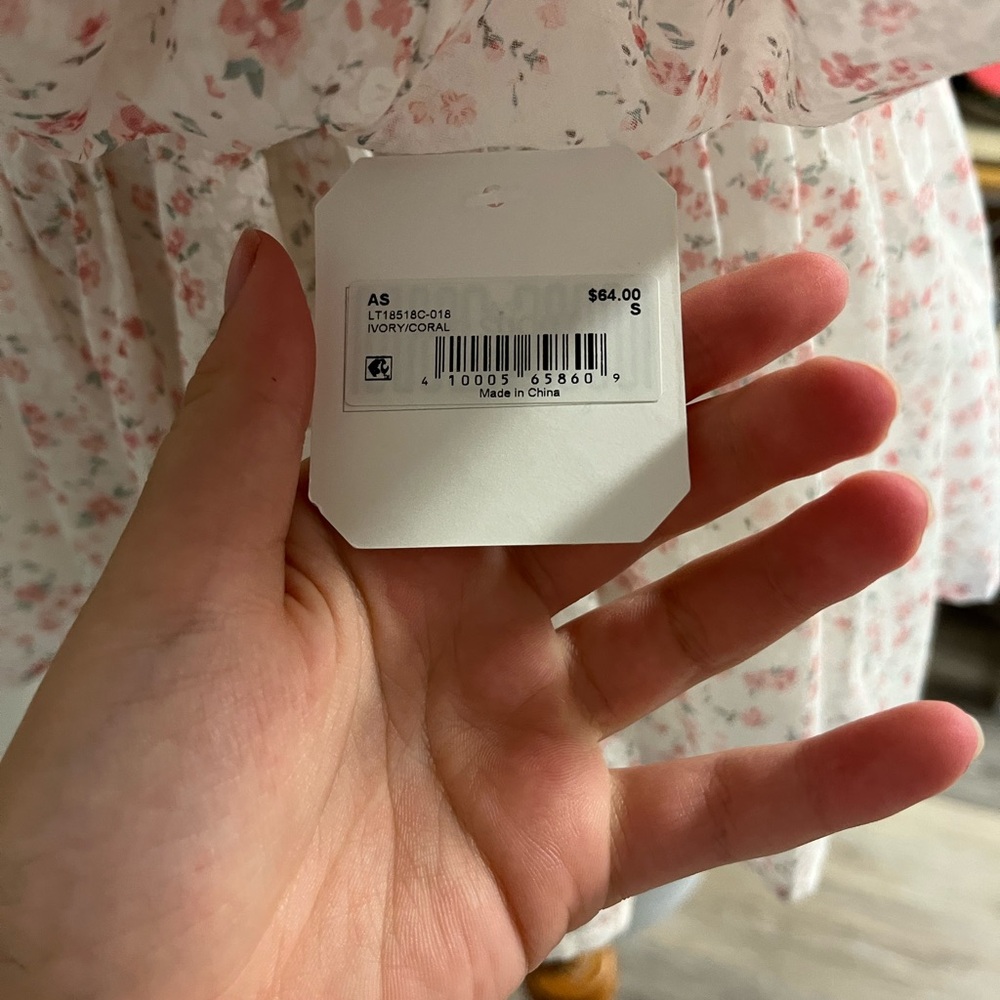 AS $64.00
LT18518C-018 S
IVORY/CORAL
4 10005 65860 9
Made in China